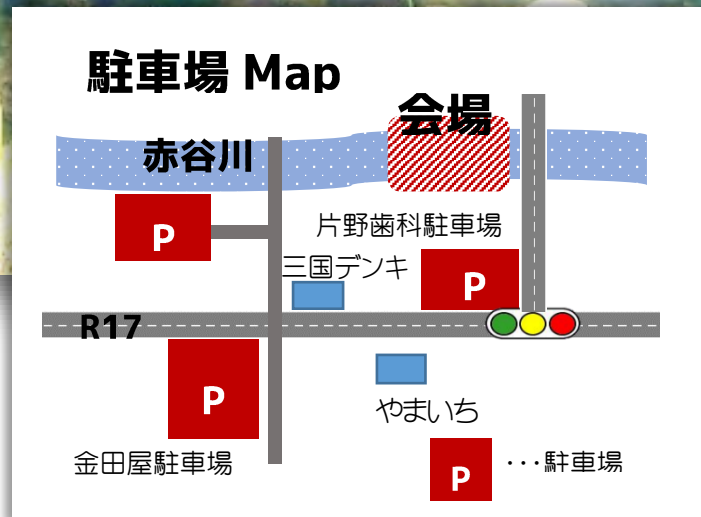 駐車場 Map
会場
赤谷川
片野歯科駐車場
P
三国デンキ
P
R17
P
やまいち
金田屋駐車場
P ・・・駐車場